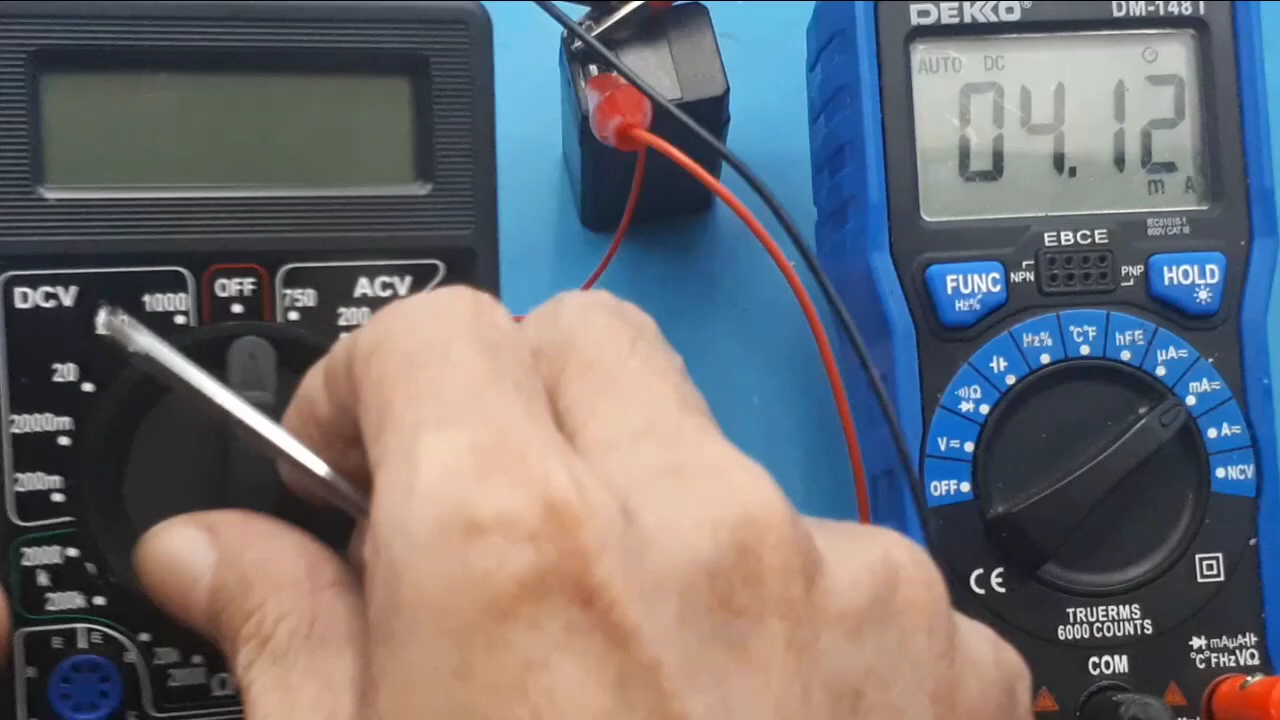 DEKKO®
DM-1481
AUTO DC
04.12
m A
IEC61010-1
600V CAT III
EBCE
NPN
PNP
FUNC
Hz%
HOLD
Hz%
°C°F
hFE
µA≂
mA≂
A≂
NCV
V≂
OFF
CE
TRUERMS
6000 COUNTS
COM
mAµA
°C°FHzVΩ
DCV
1000
OFF
750
ACV
200
20
2000m
200m
2000
k
200k
20k
Ω
E
E